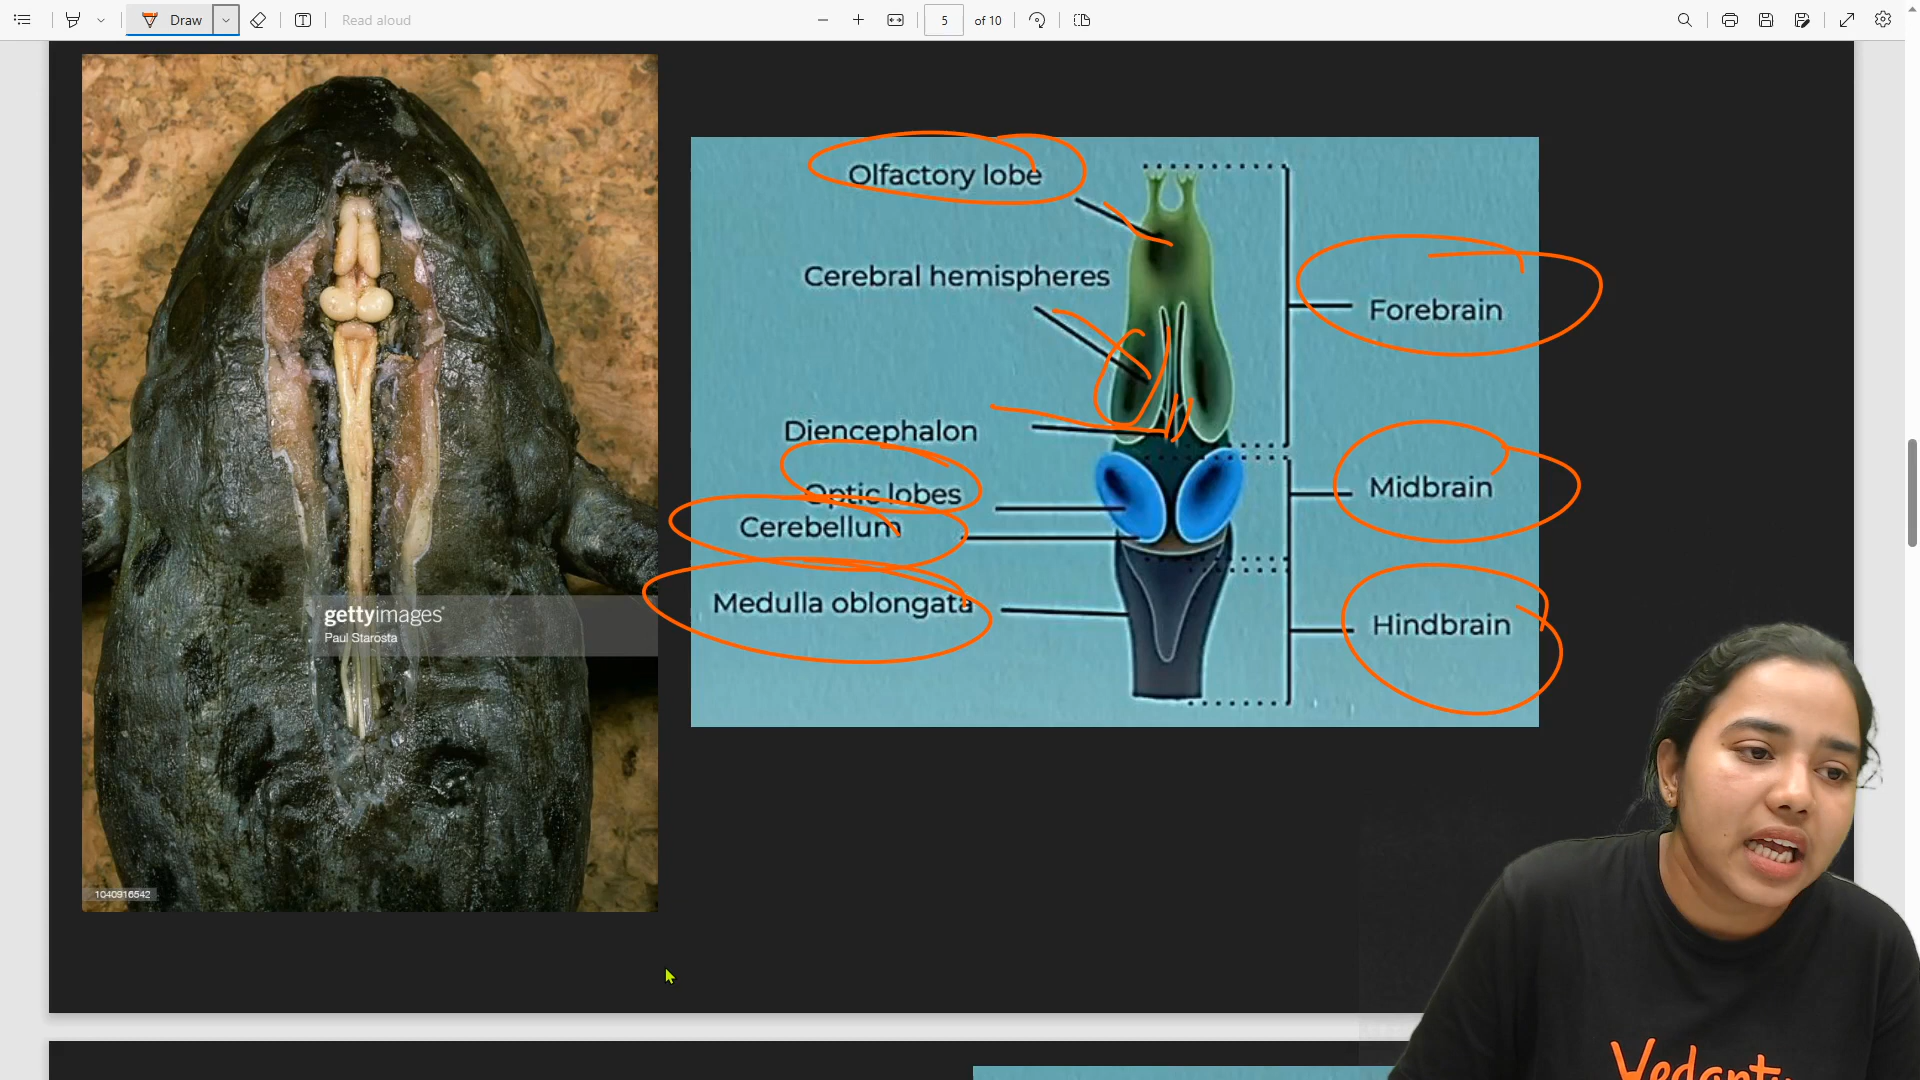 Draw
Read aloud
5
of 10
Olfactory lobe
Cerebral hemispheres
Forebrain
Diencephalon
Optic lobes
Midbrain
Cerebellum
Medulla oblongata
Hindbrain
gettyimages
Paul Starosta
1040916542